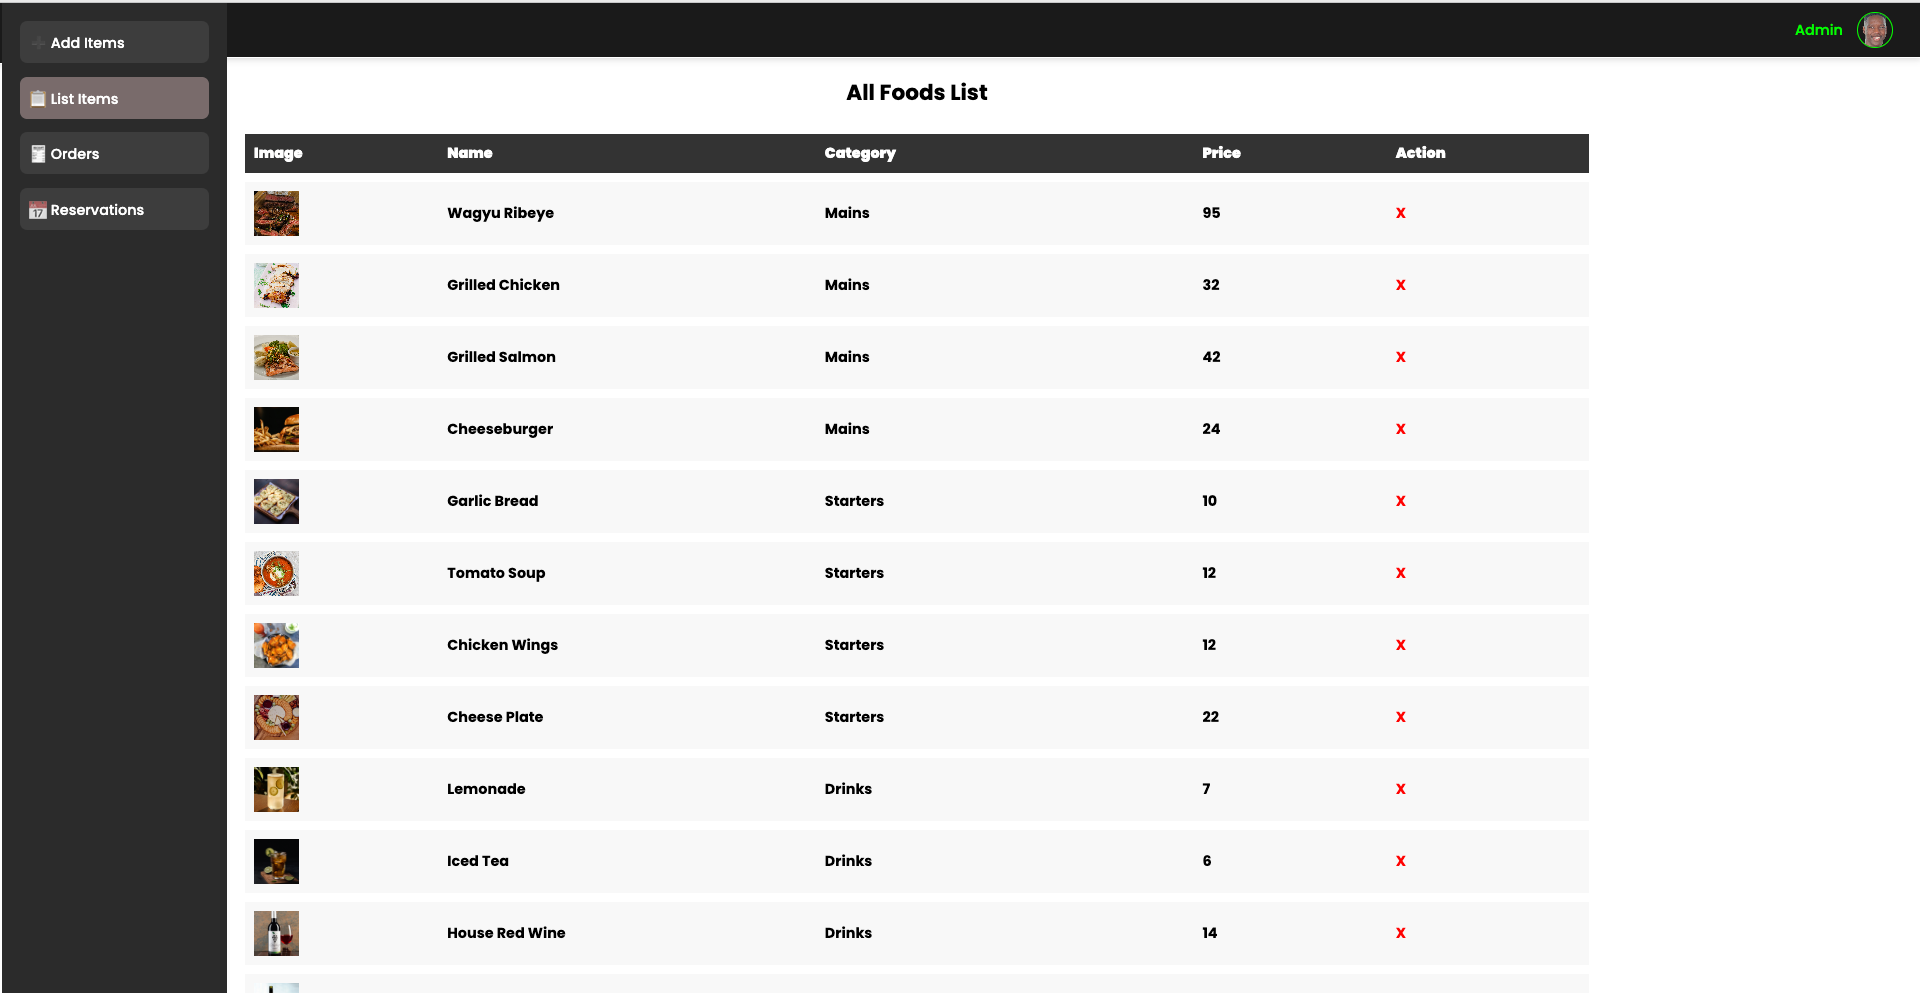 Add Items
List Items
Orders
17 Reservations
Admin
All Foods List
Image Name Category Price Action
Wagyu Ribeye Mains 95 X
Grilled Chicken Mains 32 X
Grilled Salmon Mains 42 X
Cheeseburger Mains 24 X
Garlic Bread Starters 10 X
Tomato Soup Starters 12 X
Chicken Wings Starters 12 X
Cheese Plate Starters 22 X
Lemonade Drinks 7 X
Iced Tea Drinks 6 X
House Red Wine Drinks 14 X